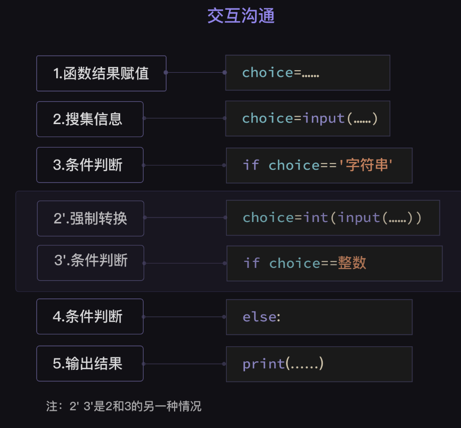 交互沟通
1.函数结果赋值 choice=……
2.搜集信息 choice=input(……)
3.条件判断 if choice=='字符串'
2'.强制转换 choice=int(input(……))
3'.条件判断 if choice==整数
4.条件判断 else:
5.输出结果 print(......)
注：2' 3'是2和3的另一种情况